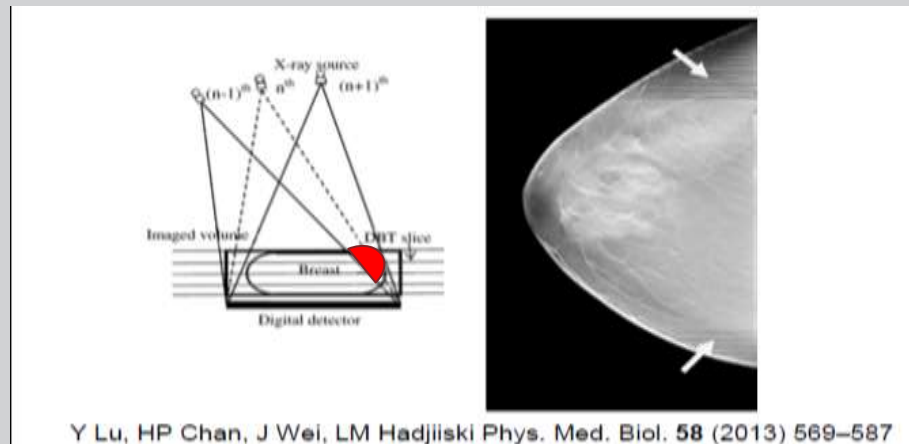 X-ray source
(n-1)th
nth
(n+1)th
Imaged volume
DBT slice
Breast
Digital detector
Y Lu, HP Chan, J Wei, LM Hadjiiski Phys. Med. Biol. 58 (2013) 569–587